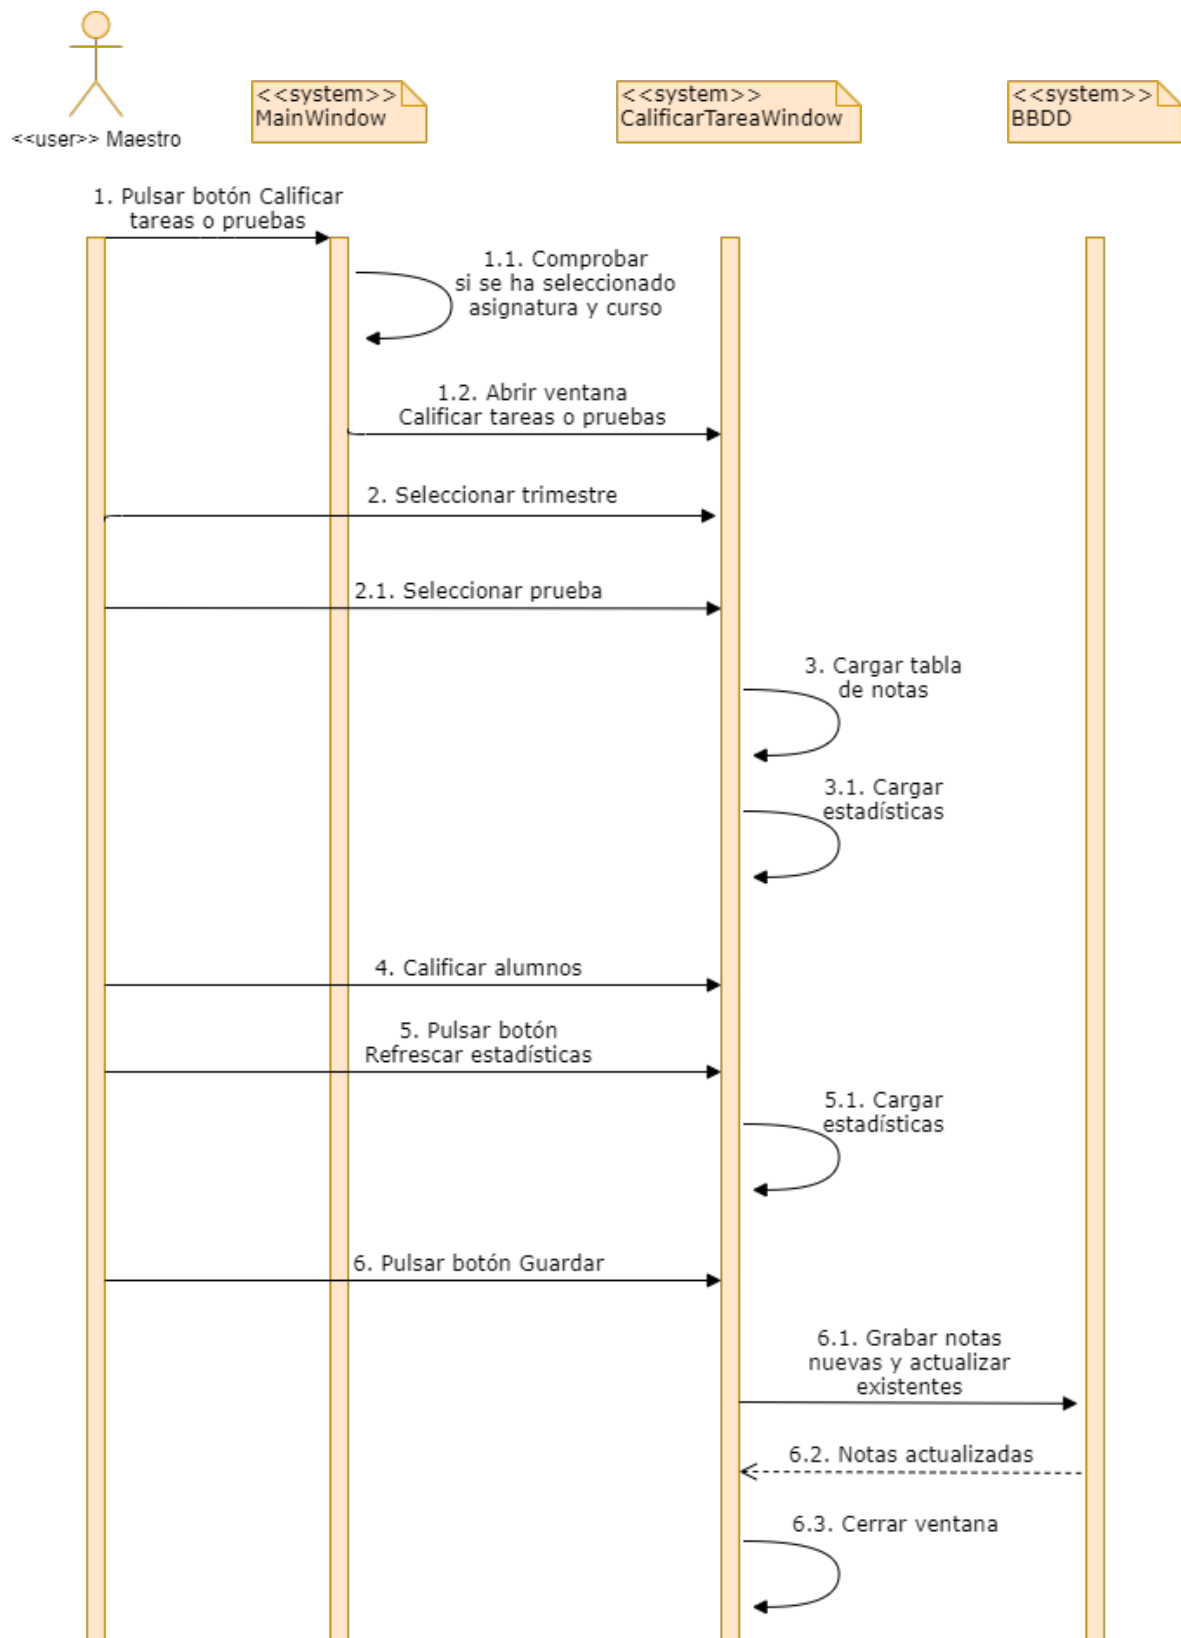 <<user>> Maestro
<<system>>
MainWindow
<<system>>
CalificarTareaWindow
<<system>>
BBDD
1. Pulsar botón Calificar
tareas o pruebas
1.1. Comprobar
si se ha seleccionado
asignatura y curso
1.2. Abrir ventana
Calificar tareas o pruebas
2. Seleccionar trimestre
2.1. Seleccionar prueba
3. Cargar tabla
de notas
3.1. Cargar
estadísticas
4. Calificar alumnos
5. Pulsar botón
Refrescar estadísticas
5.1. Cargar
estadísticas
6. Pulsar botón Guardar
6.1. Grabar notas
nuevas y actualizar
existentes
6.2. Notas actualizadas
6.3. Cerrar ventana